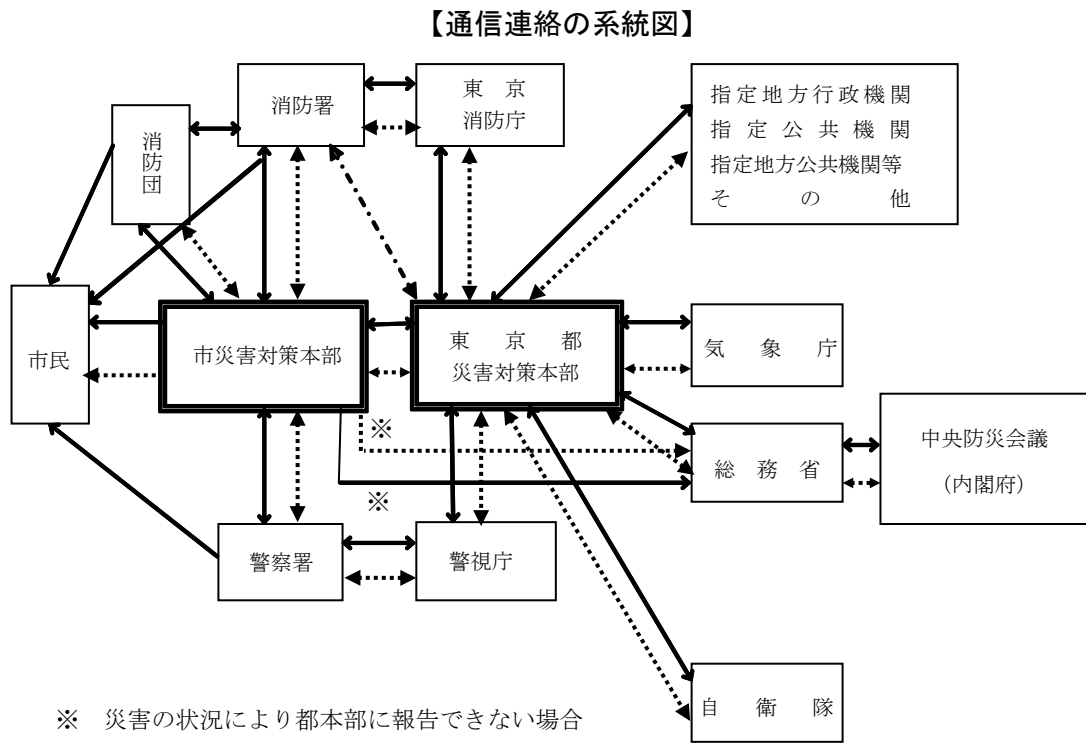 【通信連絡の系統図】
消防署
東京
消防庁
指定地方行政機関
指定公共機関
指定地方公共機関等
その他
消防団
市民
市災害対策本部
東京都
災害対策本部
気象庁
※
総務省
中央防災会議
（内閣府）
※
警察署
警視庁
自衛隊
※　災害の状況により都本部に報告できない場合